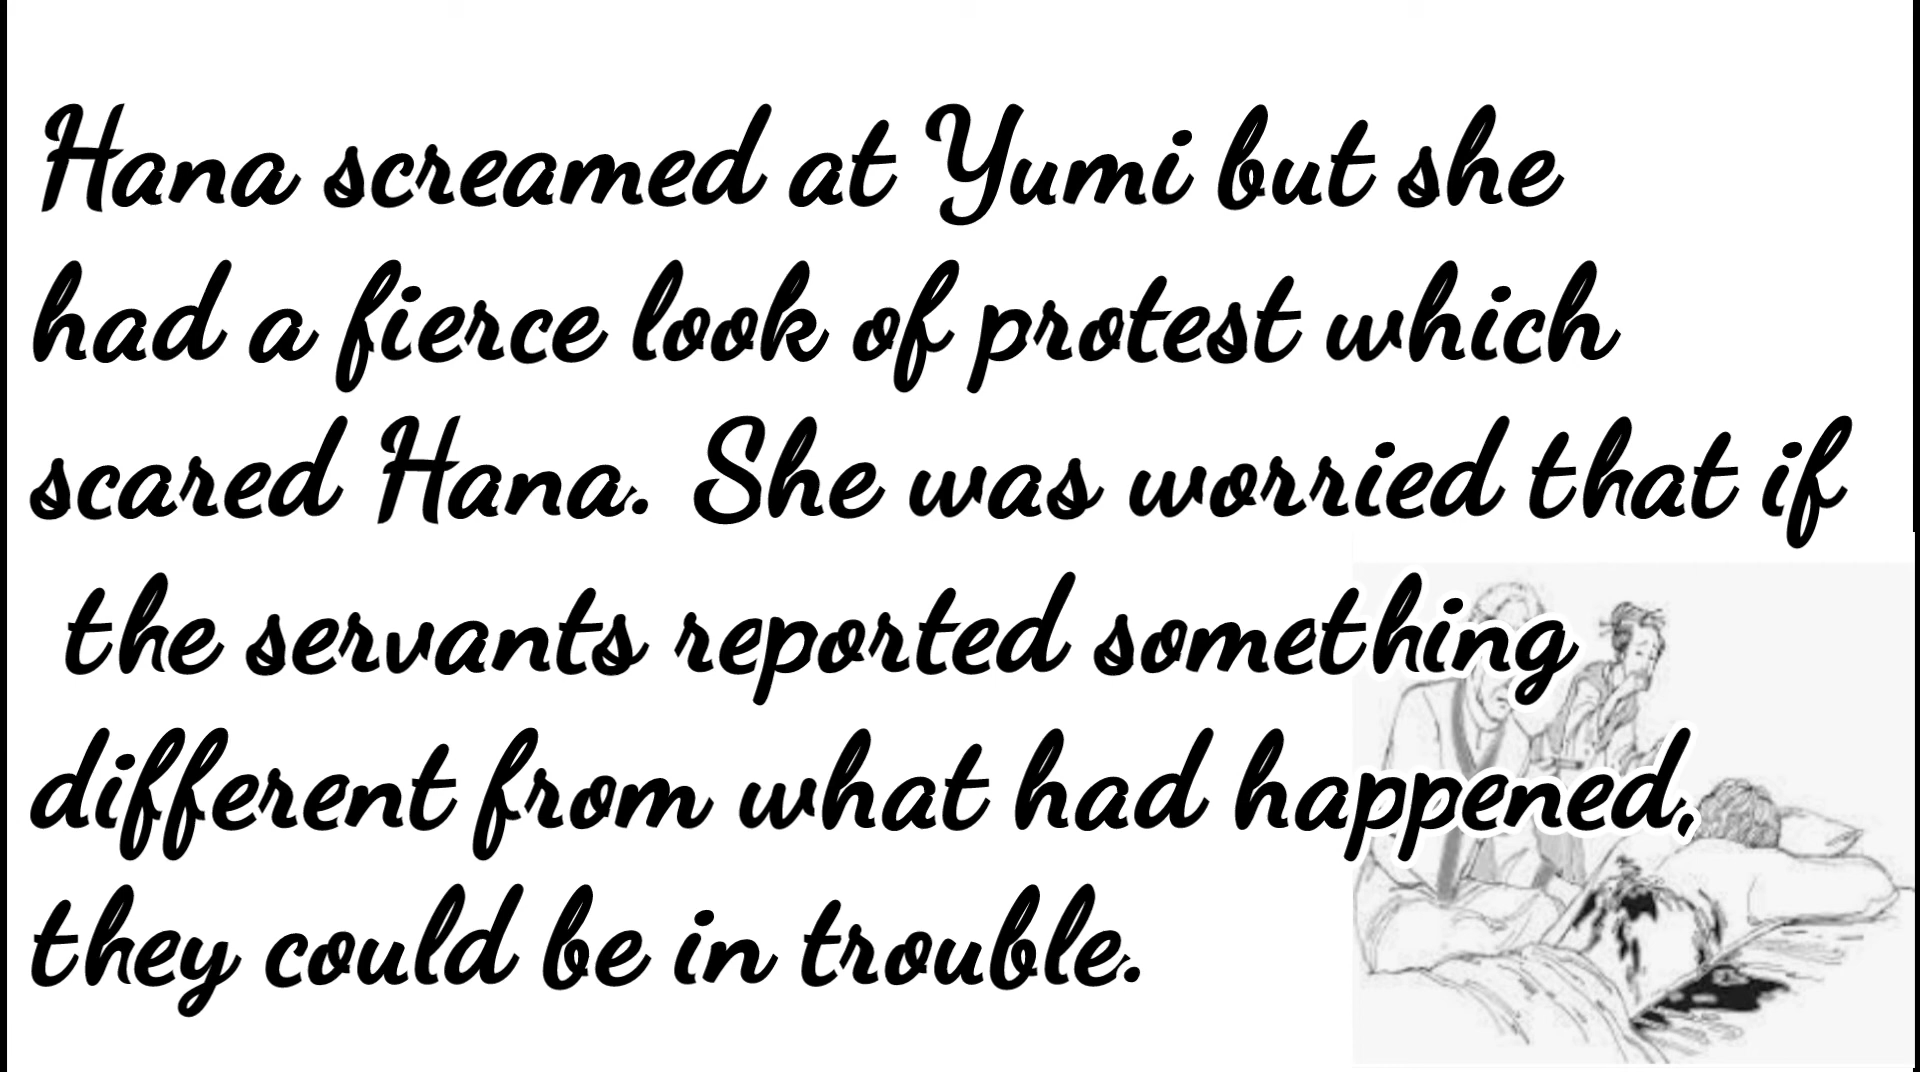 Hana screamed at Yumi but she
had a fierce look of protest which
scared Hana. She was worried that if
the servants reported something
different from what had happened,
they could be in trouble.